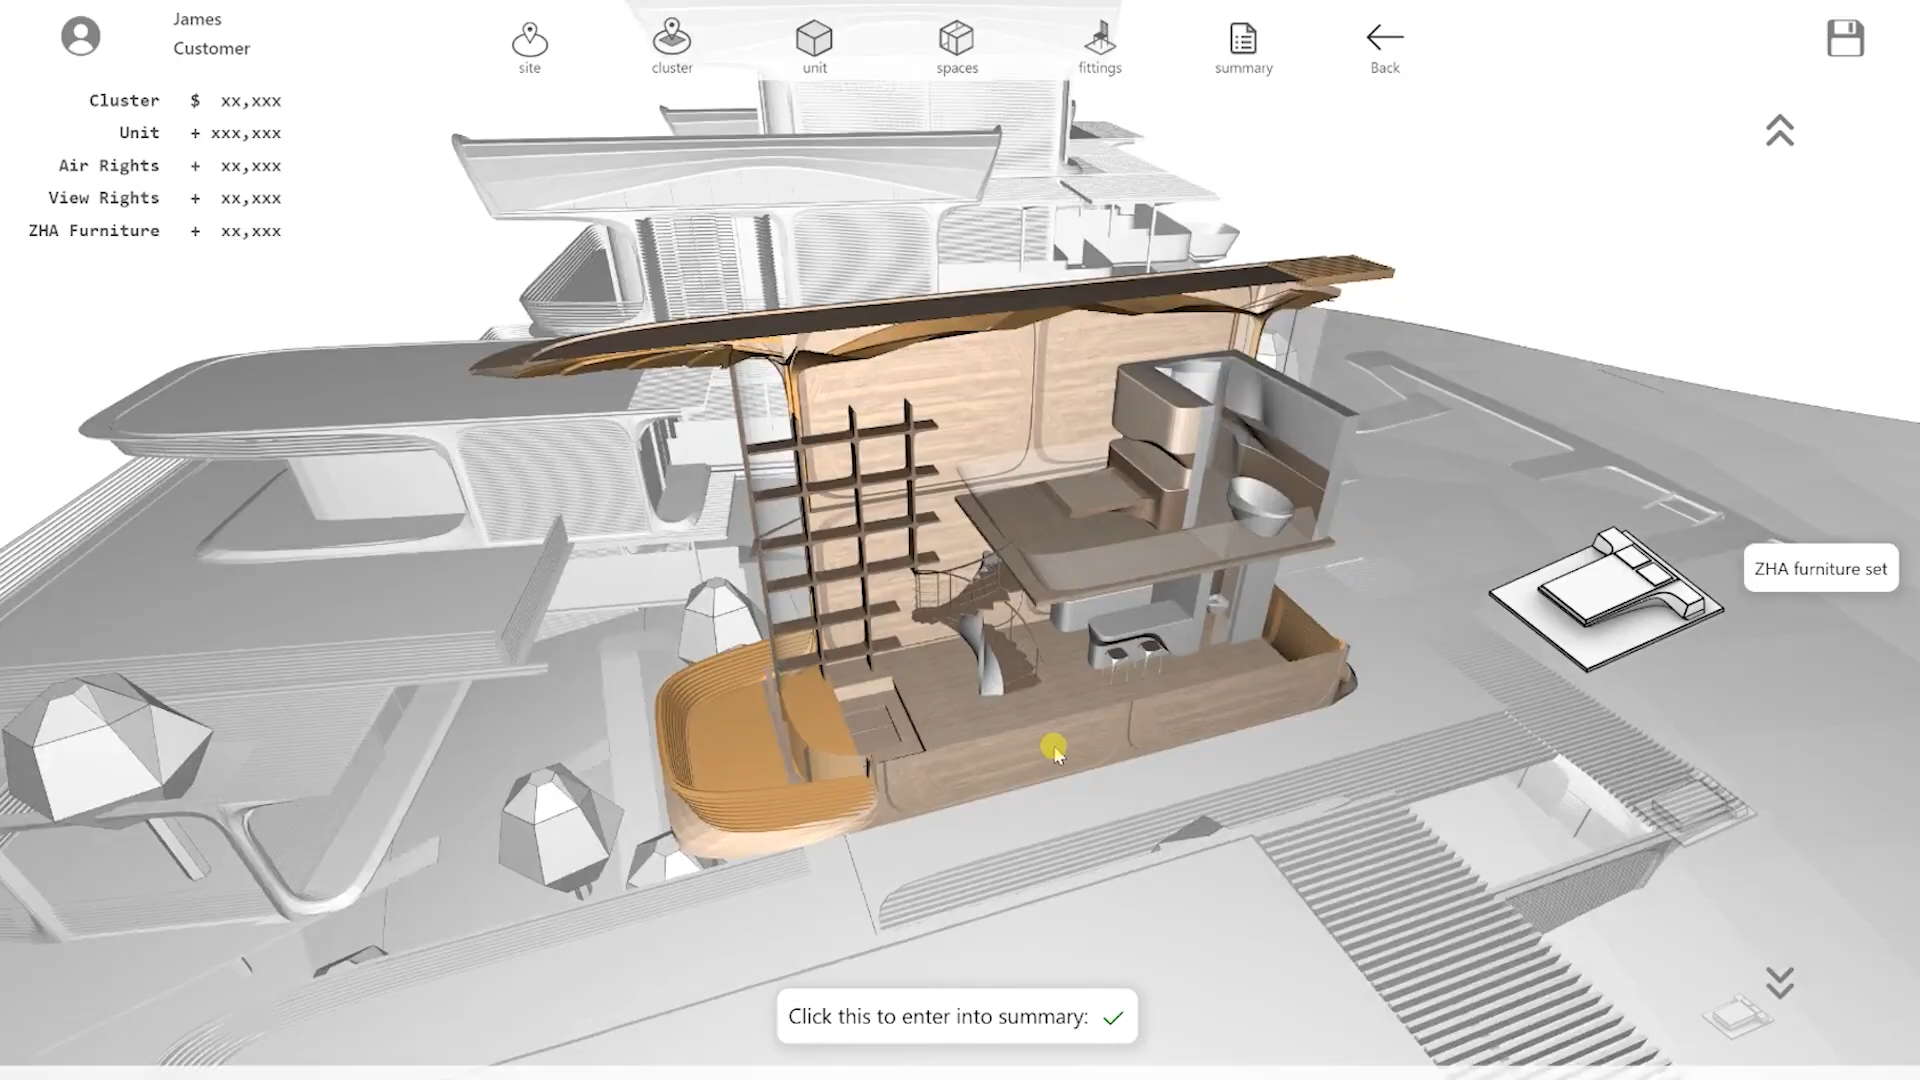 James
Customer
site
cluster
unit
spaces
fittings
summary
Back
Cluster $ xx,xxx
Unit + xxx,xxx
Air Rights + xx,xxx
View Rights + xx,xxx
ZHA Furniture + xx,xxx
ZHA furniture set
Click this to enter into summary: